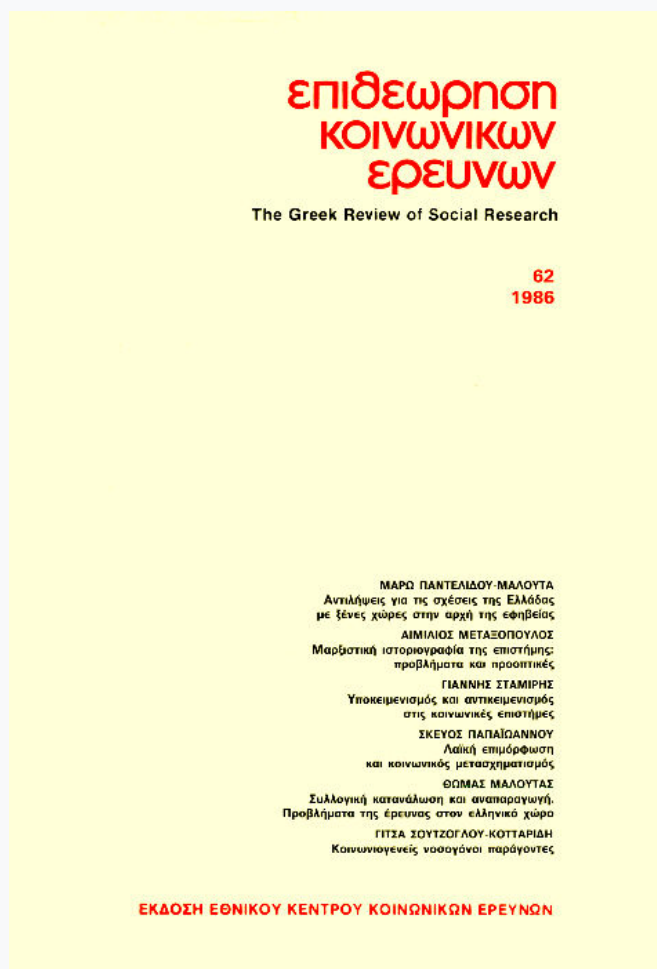 επιθεωρηση
κοινωνικων
ερευνων
The Greek Review of Social Research
62
1986
ΜΑΡΩ ΠΑΝΤΕΛΙΔΟΥ-ΜΑΛΟΥΤΑ
Αντιλήψεις για τις σχέσεις της Ελλάδας
με ξένες χώρες στην αρχή της εφηβείας
ΑΙΜΙΛΙΟΣ ΜΕΤΑΞΟΠΟΥΛΟΣ
Μαρξιστική ιστοριογραφία της επιστήμης:
προβλήματα και προοπτικές
ΓΙΑΝΝΗΣ ΣΤΑΜΙΡΗΣ
Υποκειμενισμός και αντικειμενισμός
στις κοινωνικές επιστήμες
ΣΚΕΥΟΣ ΠΑΠΑΪΩΑΝΝΟΥ
Λαϊκή επιμόρφωση
και κοινωνικός μετασχηματισμός
ΘΩΜΑΣ ΜΑΛΟΥΤΑΣ
Συλλογική κατανάλωση και αναπαραγωγή.
Προβλήματα της έρευνας στον ελληνικό χώρο
ΓΙΤΣΑ ΣΟΥΤΖΟΓΛΟΥ-ΚΟΤΤΑΡΙΔΗ
Κοινωνιογενείς νοσογόνοι παράγοντες
ΕΚΔΟΣΗ ΕΘΝΙΚΟΥ ΚΕΝΤΡΟΥ ΚΟΙΝΩΝΙΚΩΝ ΕΡΕΥΝΩΝ